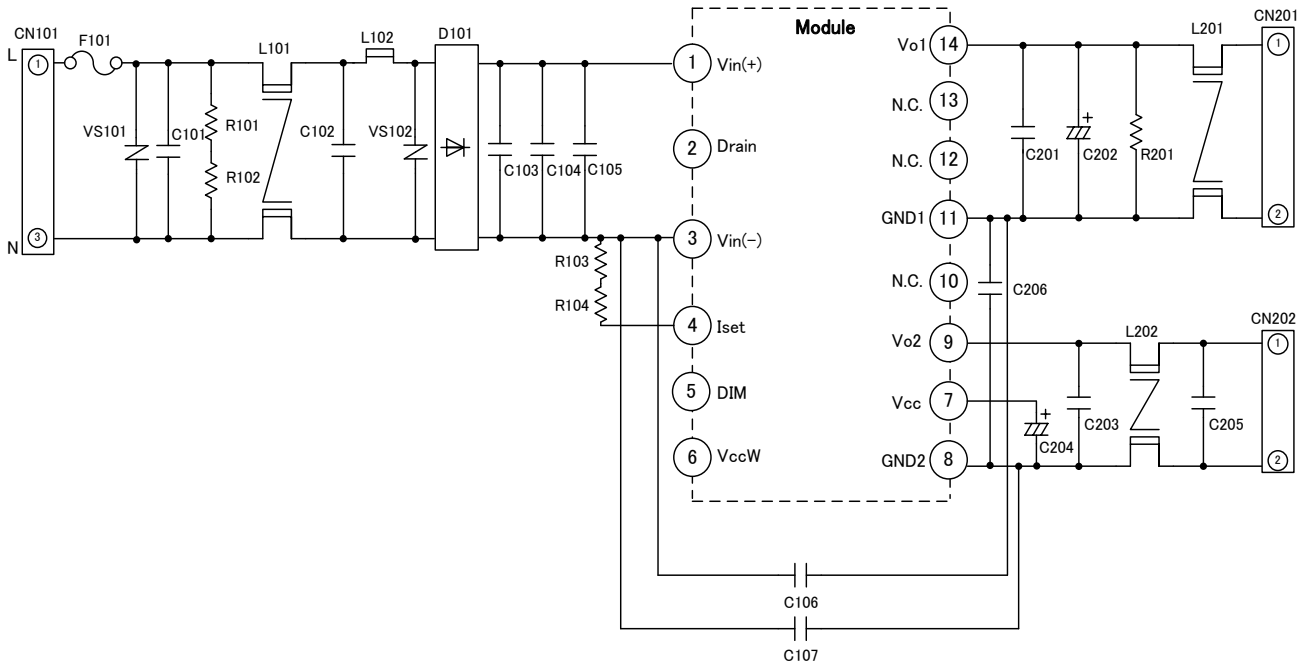 CN101
F101
L101
L102
D101
Module
L201
CN201
L
1
N
3
VS101
C101
R101
R102
C102
VS102
C103
C104
C105
R103
R104
1
Vin(+)
2
Drain
3
Vin(-)
4
Iset
5
DIM
6
VccW
Vo1
14
N.C.
13
N.C.
12
GND1
11
N.C.
10
Vo2
9
Vcc
7
GND2
8
C201
+
C202
R201
1
2
C206
L202
CN202
+
C204
C203
C205
1
2
C106
C107